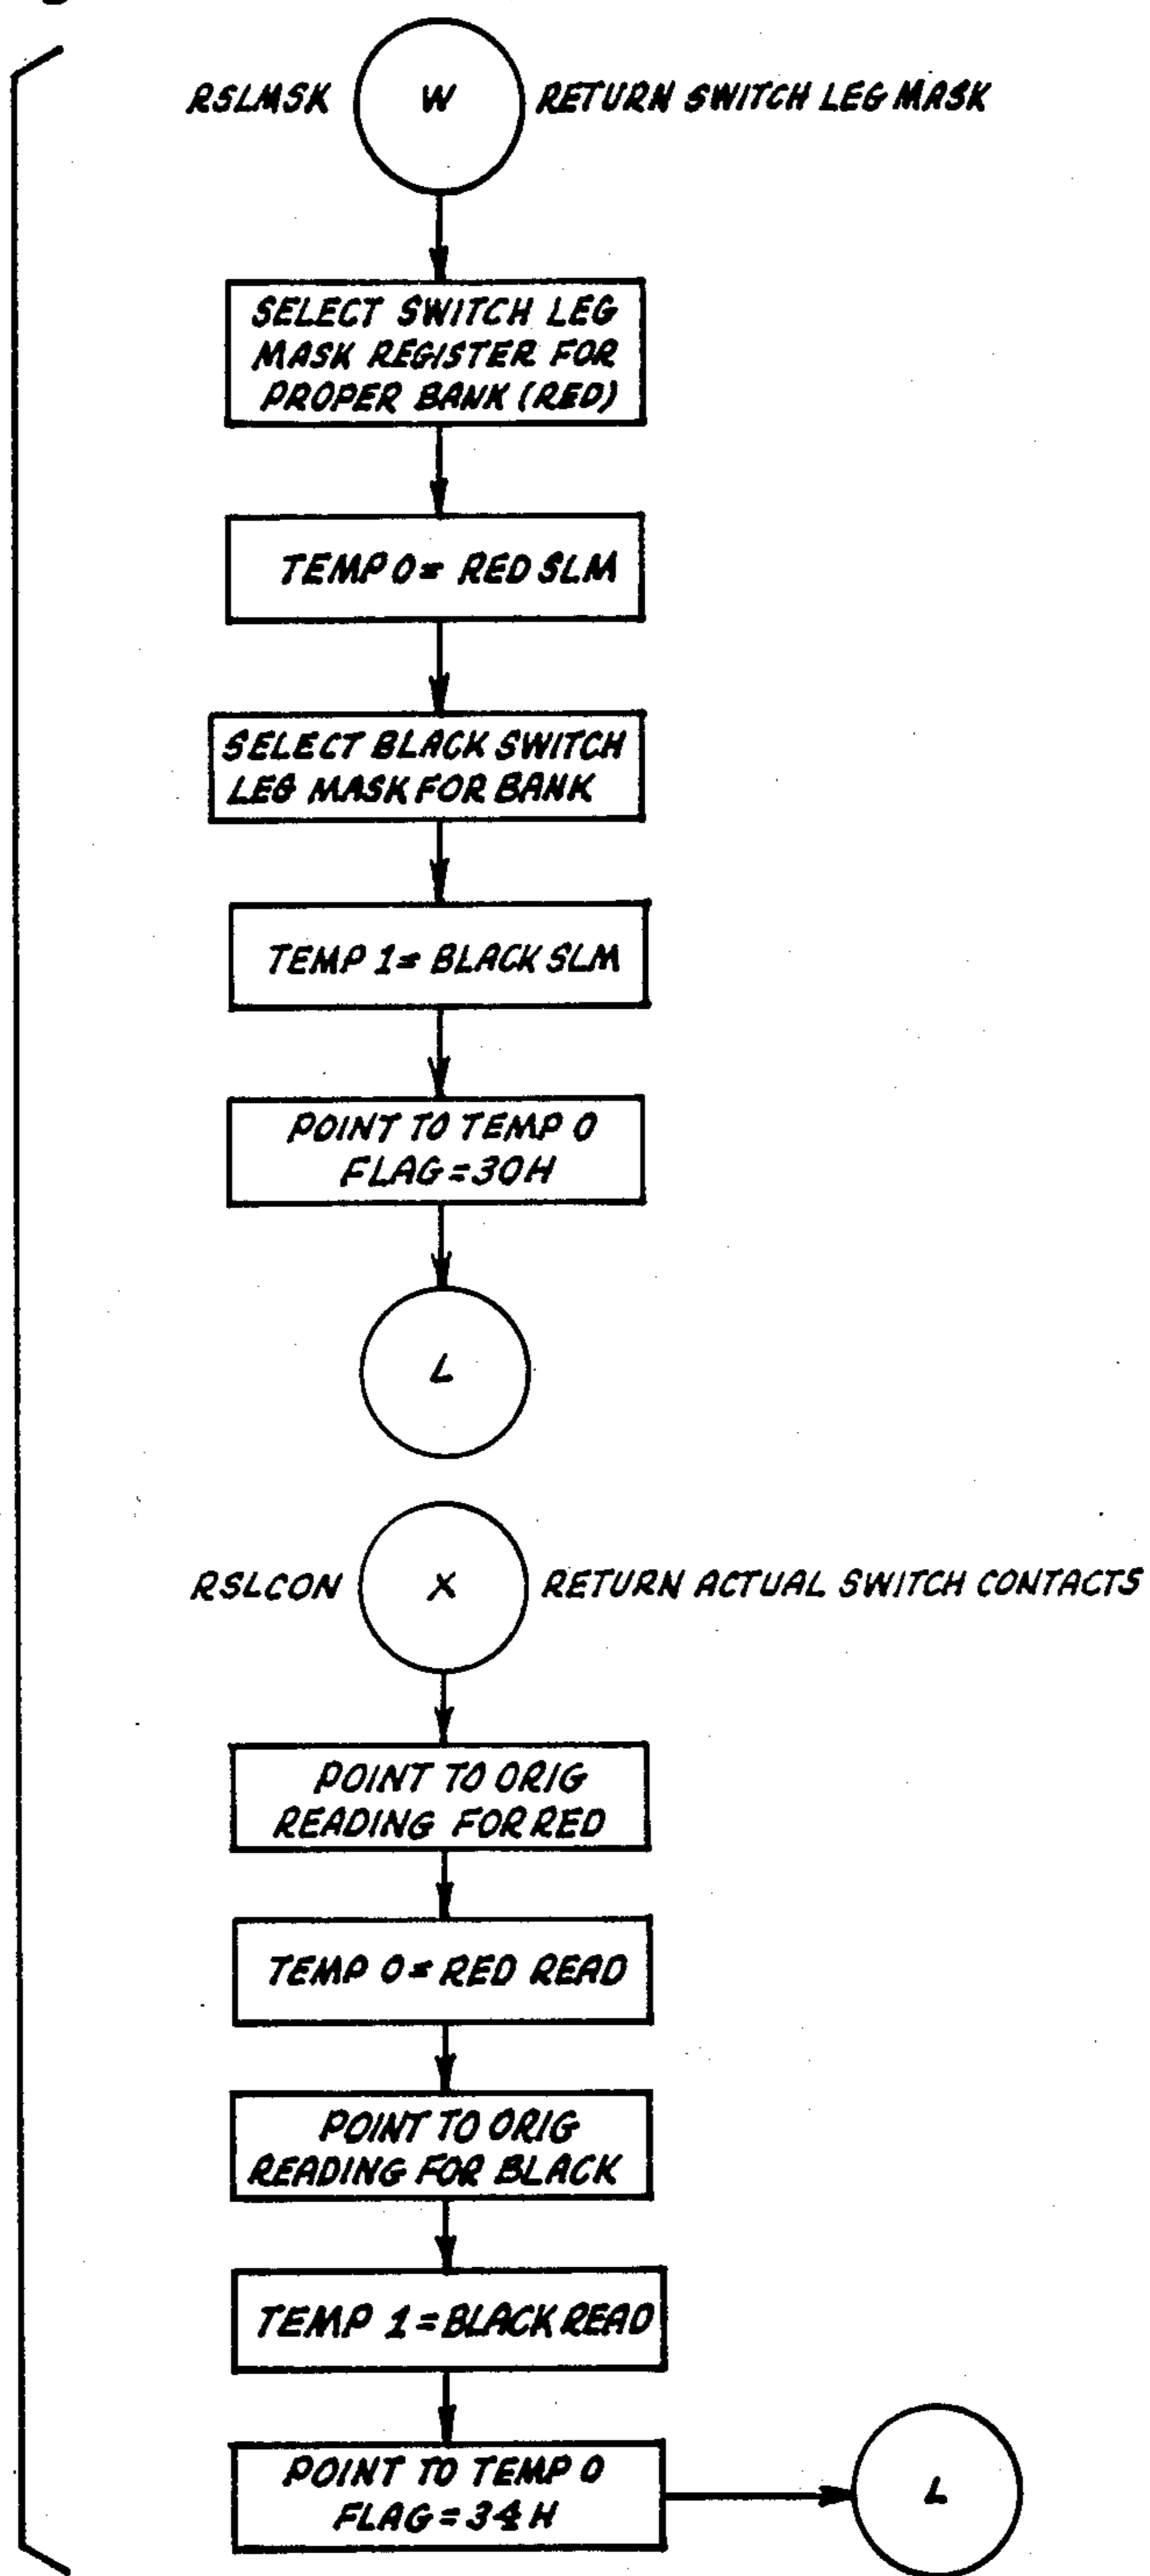 RSLMSK W RETURN SWITCH LEG MASK
SELECT SWITCH LEG
MASK REGISTER FOR
PROPER BANK (RED)
TEMP 0= RED SLM
SELECT BLACK SWITCH
LEG MASK FOR BANK
TEMP 1= BLACK SLM
POINT TO TEMP 0
FLAG=30H
L
RSLCON X RETURN ACTUAL SWITCH CONTACTS
POINT TO ORIG
READING FOR RED
TEMP 0= RED READ
POINT TO ORIG
READING FOR BLACK
TEMP 1=BLACK READ
POINT TO TEMP 0
FLAG=34H
L